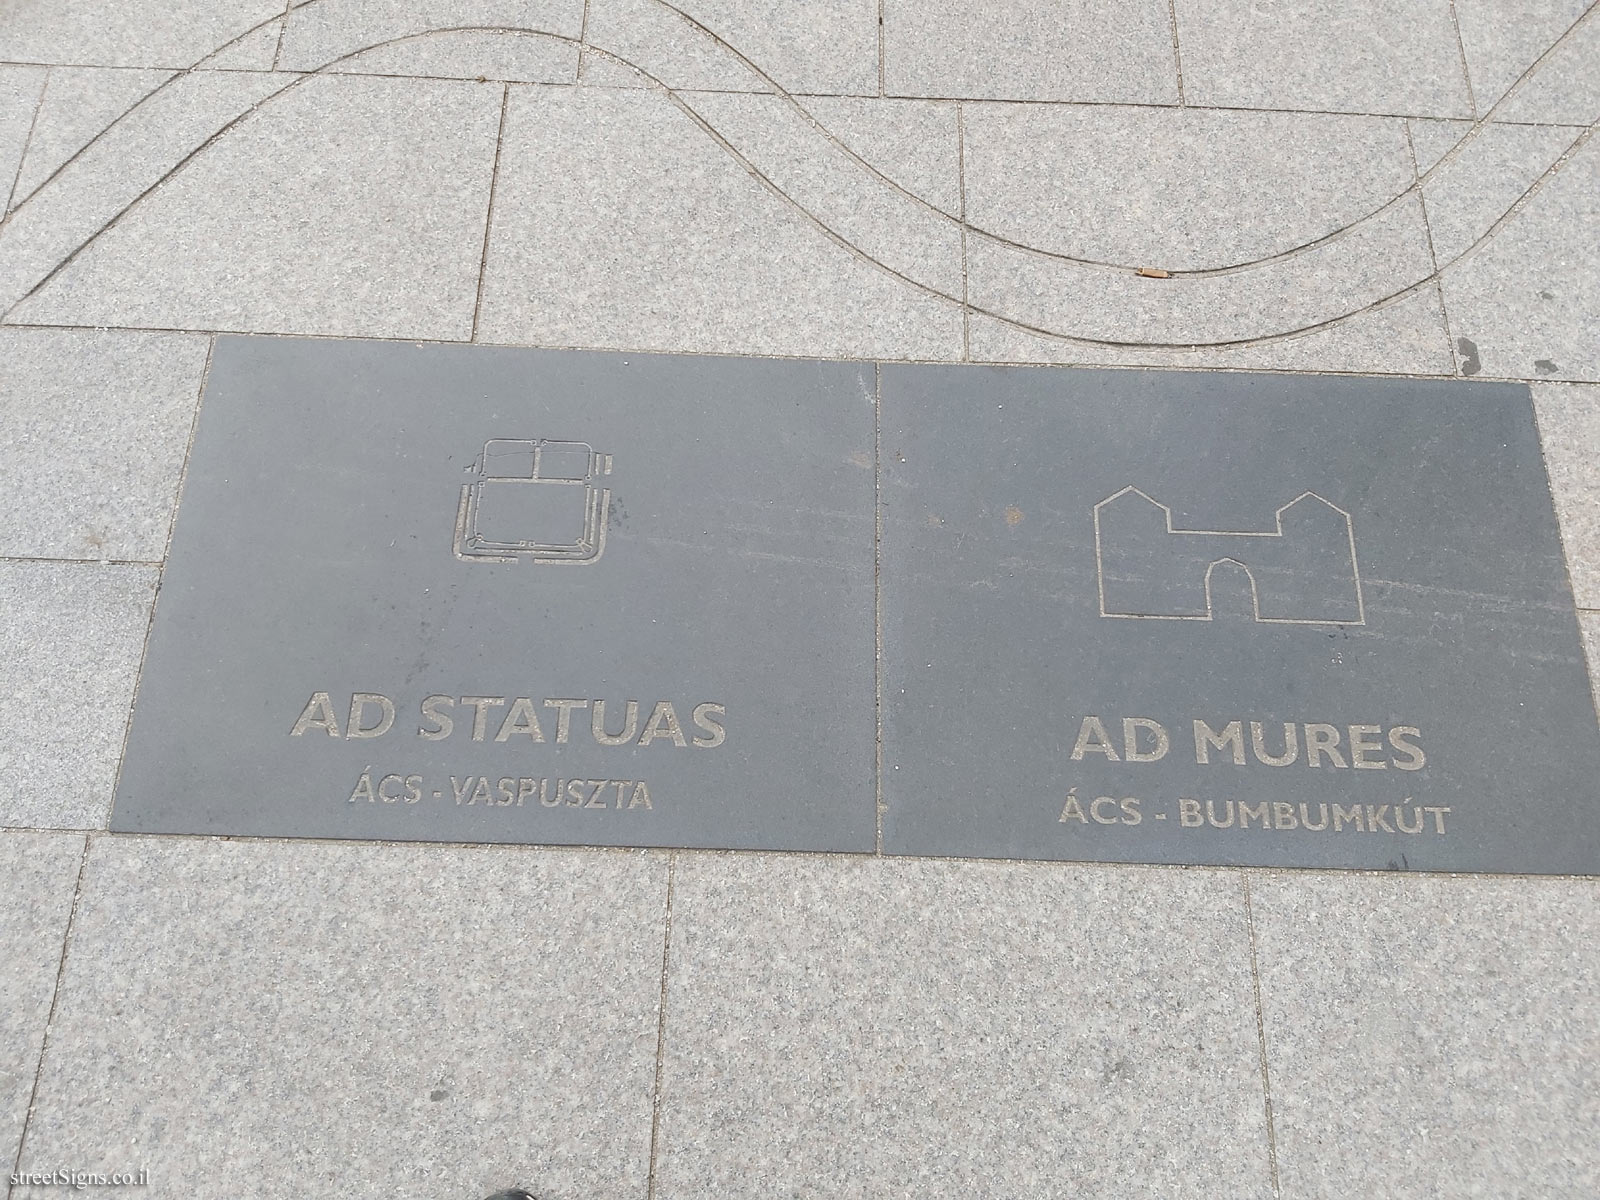 AD STATUAS
ÁCS - VASPUSZTA
AD MURES
ÁCS - BUMBUMKÚT
streetSigns.co.il